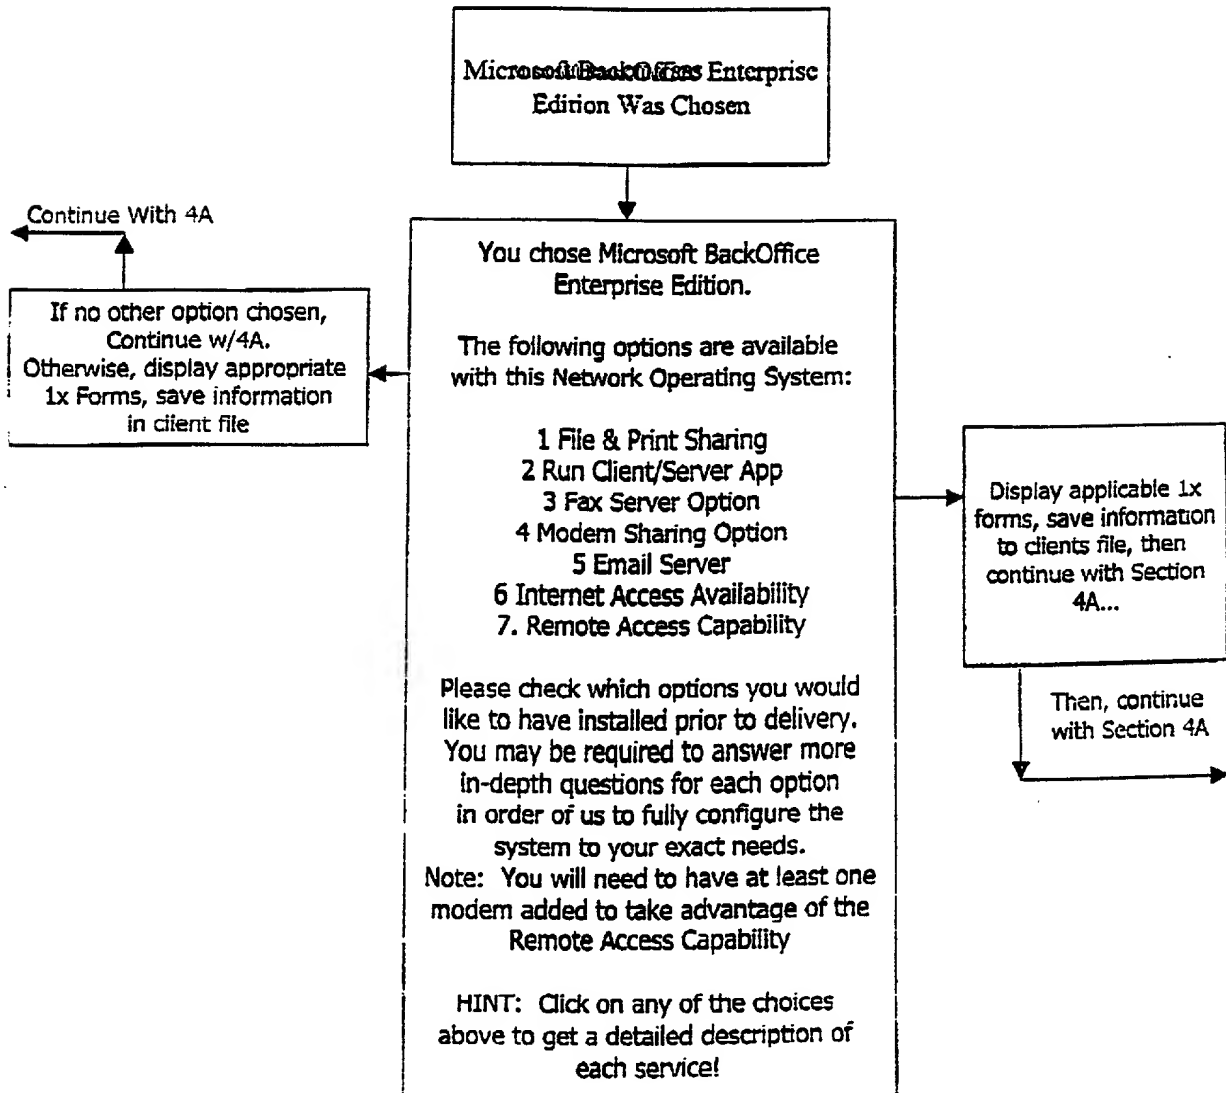 Microsoft BackOffice Enterprise
Edition Was Chosen
Continue With 4A
If no other option chosen,
Continue w/4A.
Otherwise, display appropriate
1x Forms, save information
in client file
You chose Microsoft BackOffice
Enterprise Edition.
The following options are available
with this Network Operating System:
1 File & Print Sharing
2 Run Client/Server App
3 Fax Server Option
4 Modem Sharing Option
5 Email Server
6 Internet Access Availability
7. Remote Access Capability
Please check which options you would
like to have installed prior to delivery.
You may be required to answer more
in-depth questions for each option
in order of us to fully configure the
system to your exact needs.
Note: You will need to have at least one
modem added to take advantage of the
Remote Access Capability
HINT: Click on any of the choices
above to get a detailed description of
each service!
Display applicable 1x
forms, save information
to clients file, then
continue with Section
4A...
Then, continue
with Section 4A